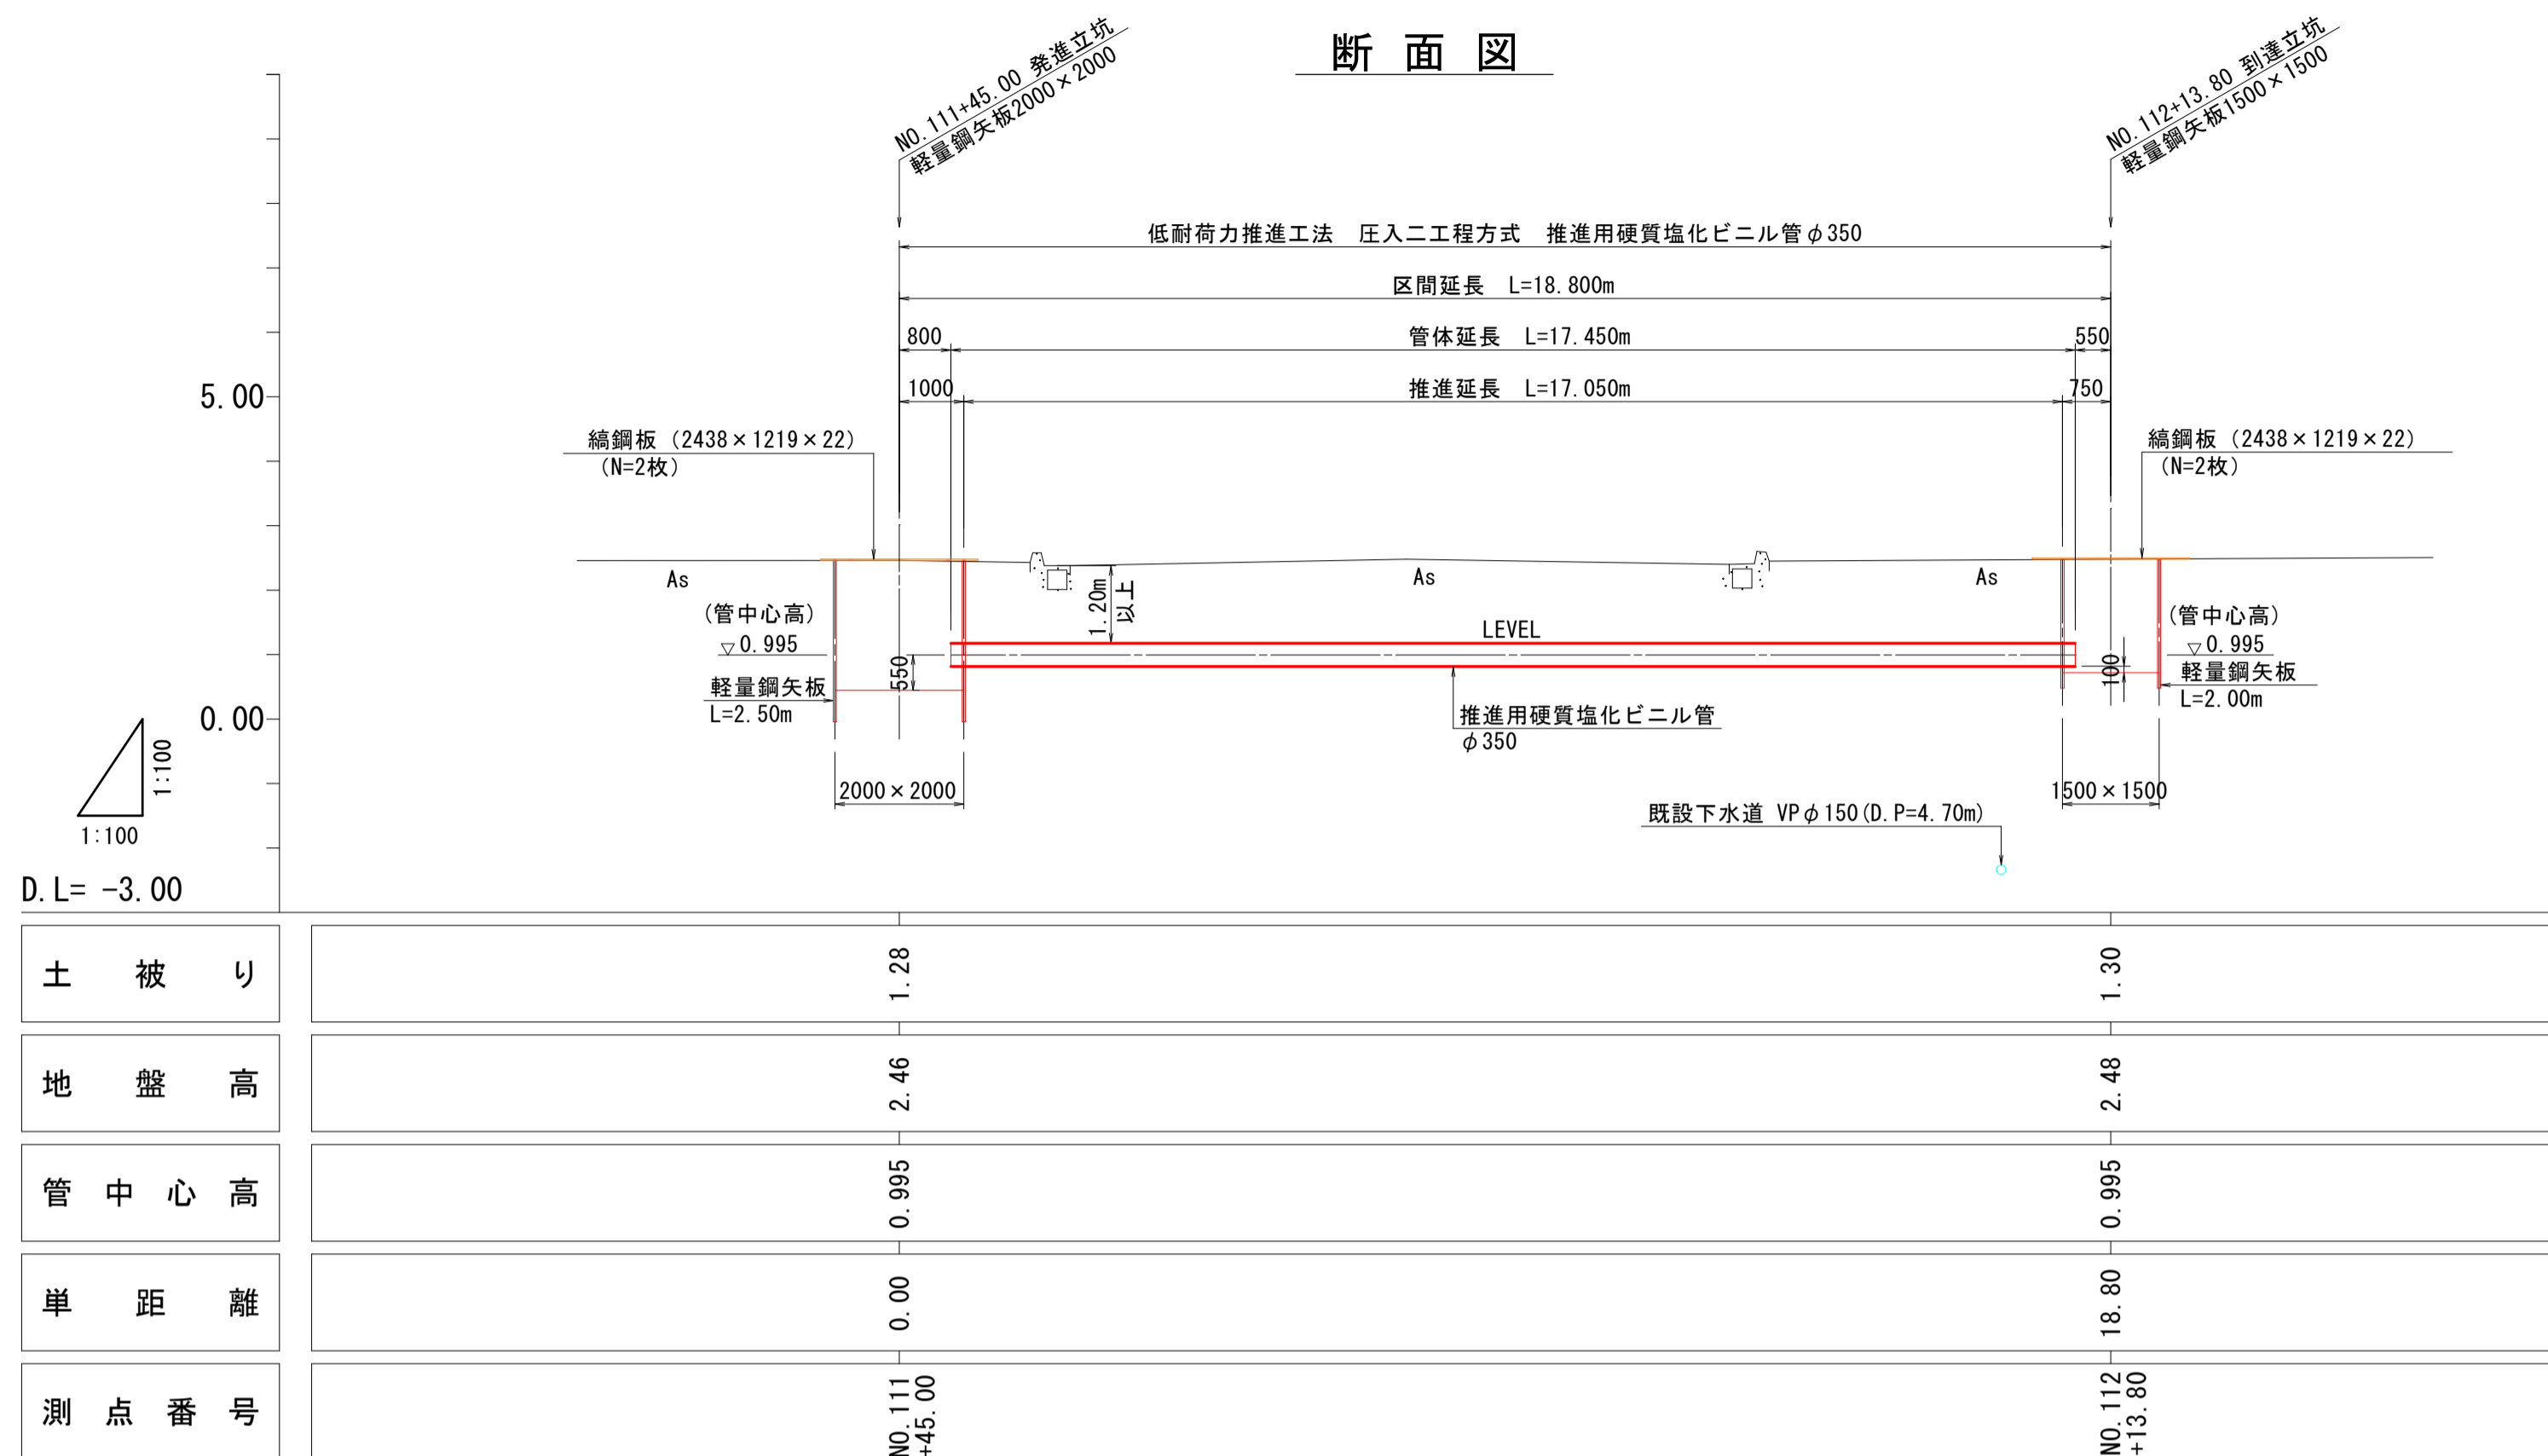 断面図
NO.111+45.00 発進立坑
軽量鋼矢板2000×2000
NO.112+13.80 到達立坑
軽量鋼矢板1500×1500
低耐荷力推進工法　圧入二工程方式　推進用硬質塩化ビニル管φ350
区間延長　L=18.800m
800
管体延長　L=17.450m
550
1000
推進延長　L=17.050m
750
5.00
縞鋼板（2438×1219×22）
（N=2枚）
縞鋼板（2438×1219×22）
（N=2枚）
As
As
As
1.20m
以上
（管中心高）
▽0.995
LEVEL
（管中心高）
▽0.995
550
100
軽量鋼矢板
L=2.50m
軽量鋼矢板
L=2.00m
0.00
推進用硬質塩化ビニル管
φ350
1:100
1:100
2000×2000
1500×1500
既設下水道 VPφ150(D.P=4.70m)
D.L= -3.00
土被り
1.28
1.30
地盤高
2.46
2.48
管中心高
0.995
0.995
単距離
0.00
18.80
測点番号
NO.111
+45.00
NO.112
+13.80